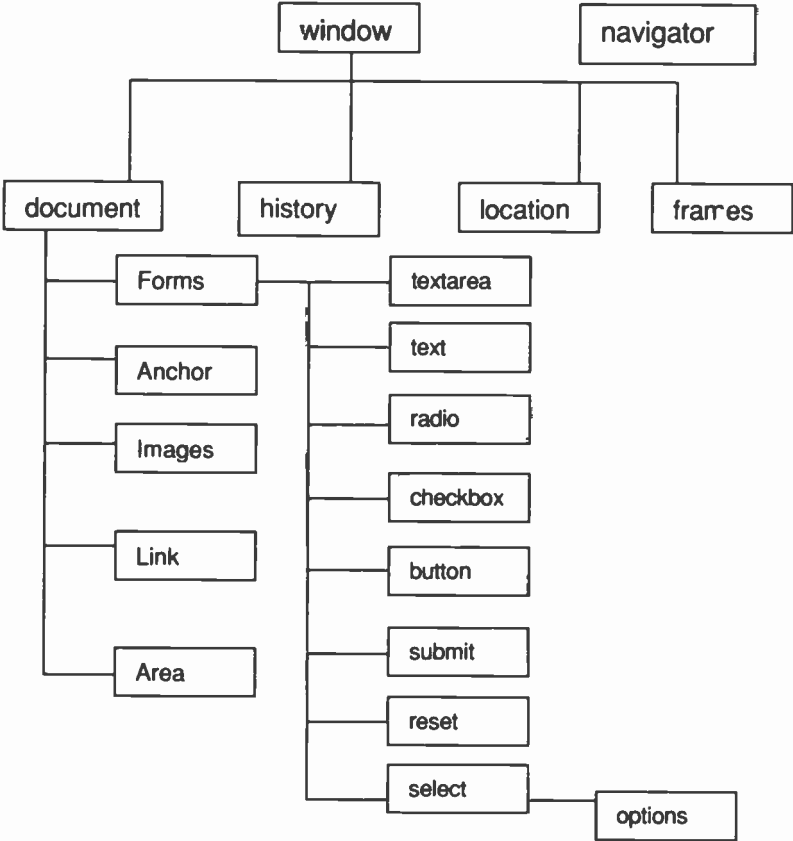 window
navigator
document
history
location
frames
Forms
textarea
text
Anchor
radio
Images
checkbox
Link
button
submit
Area
reset
select
options